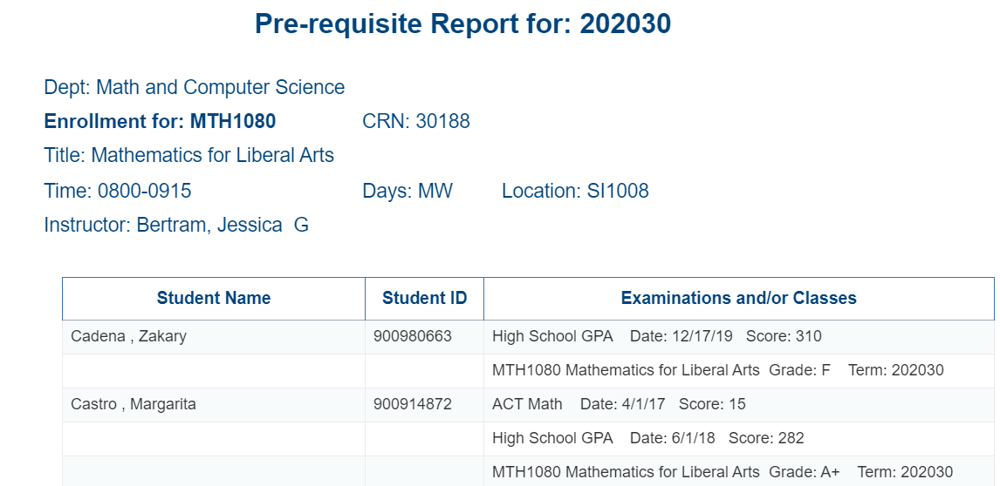 Pre-requisite Report for: 202030
Dept: Math and Computer Science
Enrollment for: MTH1080 CRN: 30188
Title: Mathematics for Liberal Arts
Time: 0800-0915 Days: MW Location: SI1008
Instructor: Bertram, Jessica G
Student Name Student ID Examinations and/or Classes
Cadena , Zakary 900980663 High School GPA Date: 12/17/19 Score: 310
MTH1080 Mathematics for Liberal Arts Grade: F Term: 202030
Castro , Margarita 900914872 ACT Math Date: 4/1/17 Score: 15
High School GPA Date: 6/1/18 Score: 282
MTH1080 Mathematics for Liberal Arts Grade: A+ Term: 202030